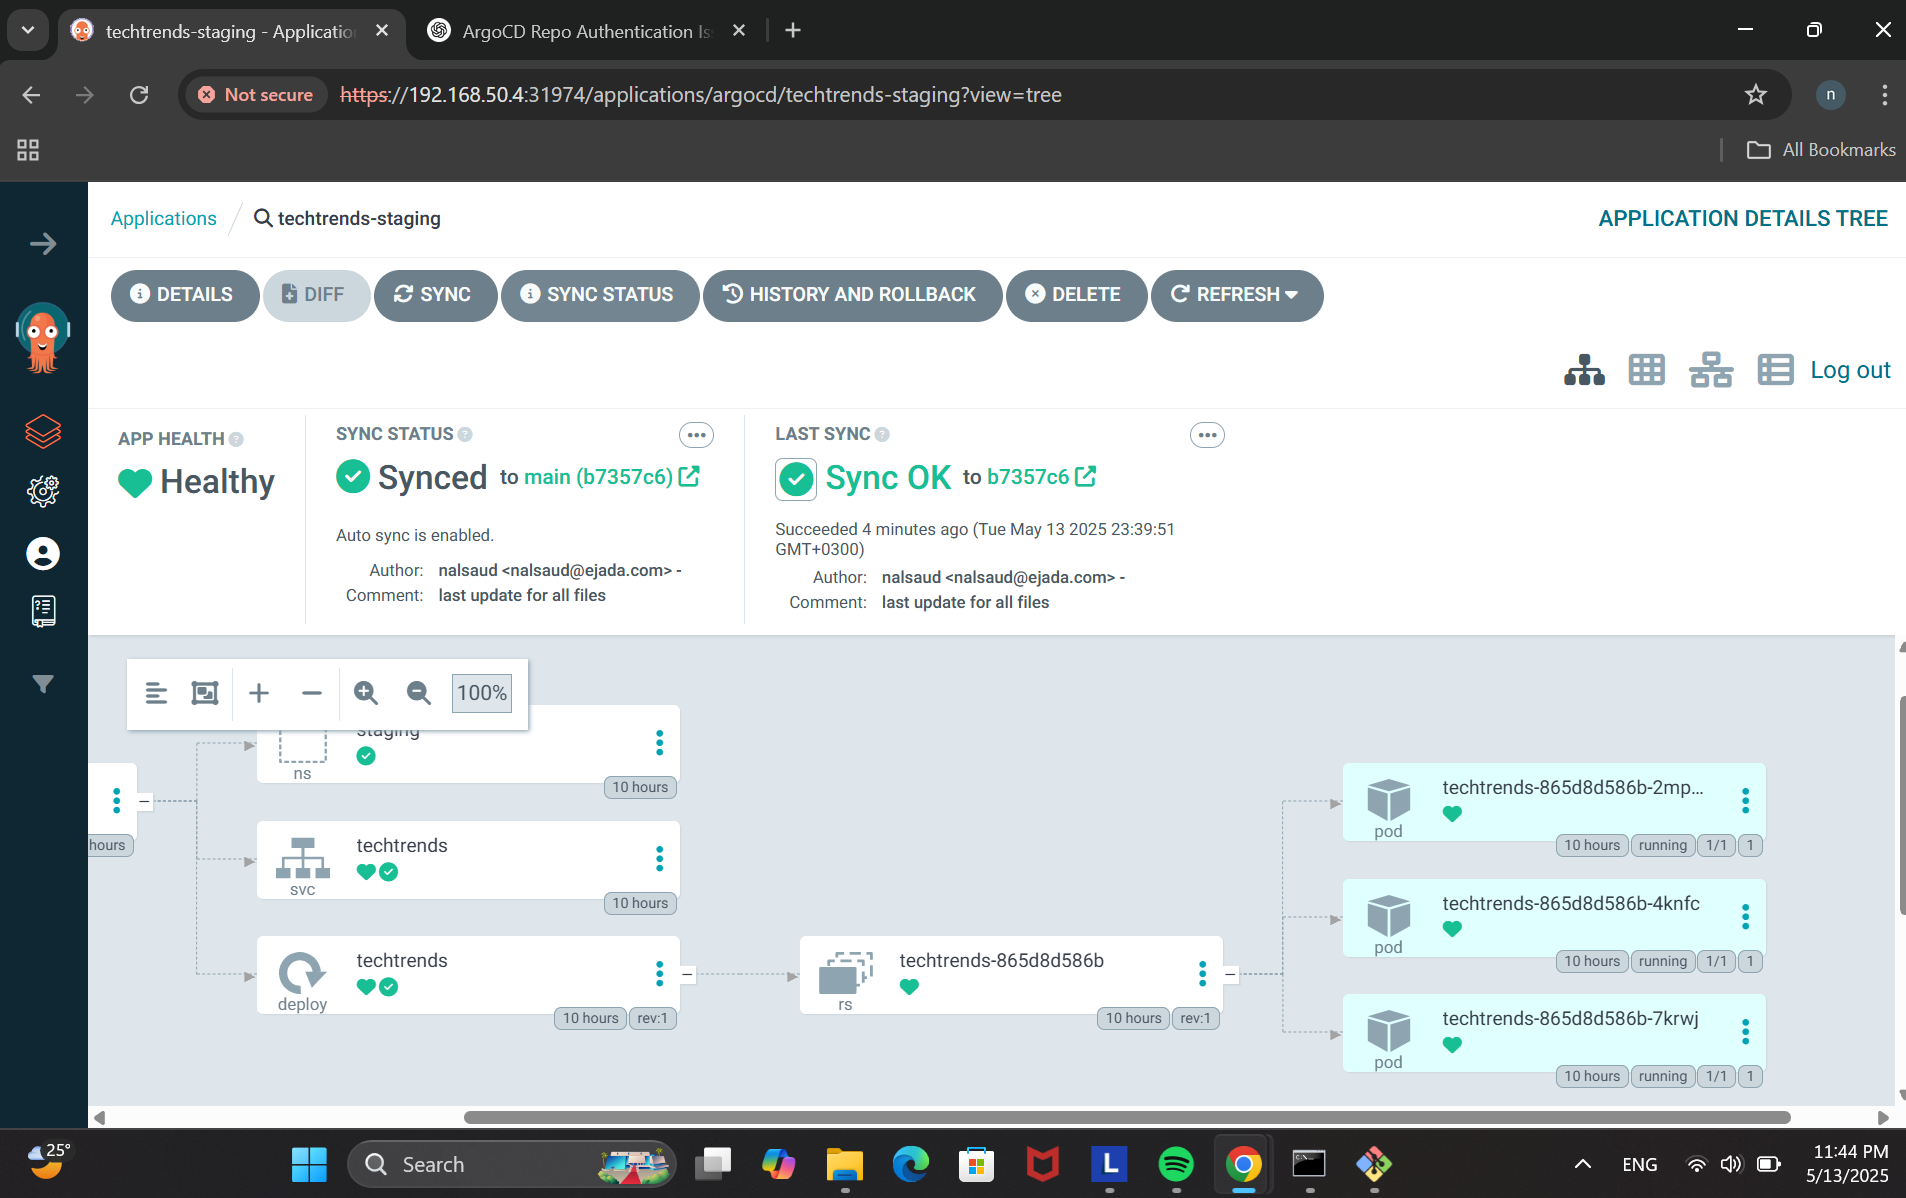 techtrends-staging - Applicatio
ArgoCD Repo Authentication Is
Not secure
https://192.168.50.4:31974/applications/argocd/techtrends-staging?view=tree
n
All Bookmarks
Applications
techtrends-staging
APPLICATION DETAILS TREE
DETAILS
DIFF
SYNC
SYNC STATUS
HISTORY AND ROLLBACK
DELETE
REFRESH
Log out
APP HEALTH
Healthy
SYNC STATUS
Synced to main (b7357c6)
Auto sync is enabled.
Author: nalsaud <nalsaud@ejada.com> -
Comment: last update for all files
LAST SYNC
Sync OK to b7357c6
Succeeded 4 minutes ago (Tue May 13 2025 23:39:51
GMT+0300)
Author: nalsaud <nalsaud@ejada.com> -
Comment: last update for all files
100%
hours
staging
ns
10 hours
techtrends
svc
10 hours
techtrends
deploy
10 hours
rev:1
techtrends-865d8d586b
rs
10 hours
rev:1
techtrends-865d8d586b-2mp...
pod
10 hours
running
1/1
1
techtrends-865d8d586b-4knfc
pod
10 hours
running
1/1
1
techtrends-865d8d586b-7krwj
pod
10 hours
running
1/1
1
25°
Search
L
ENG
11:44 PM
5/13/2025